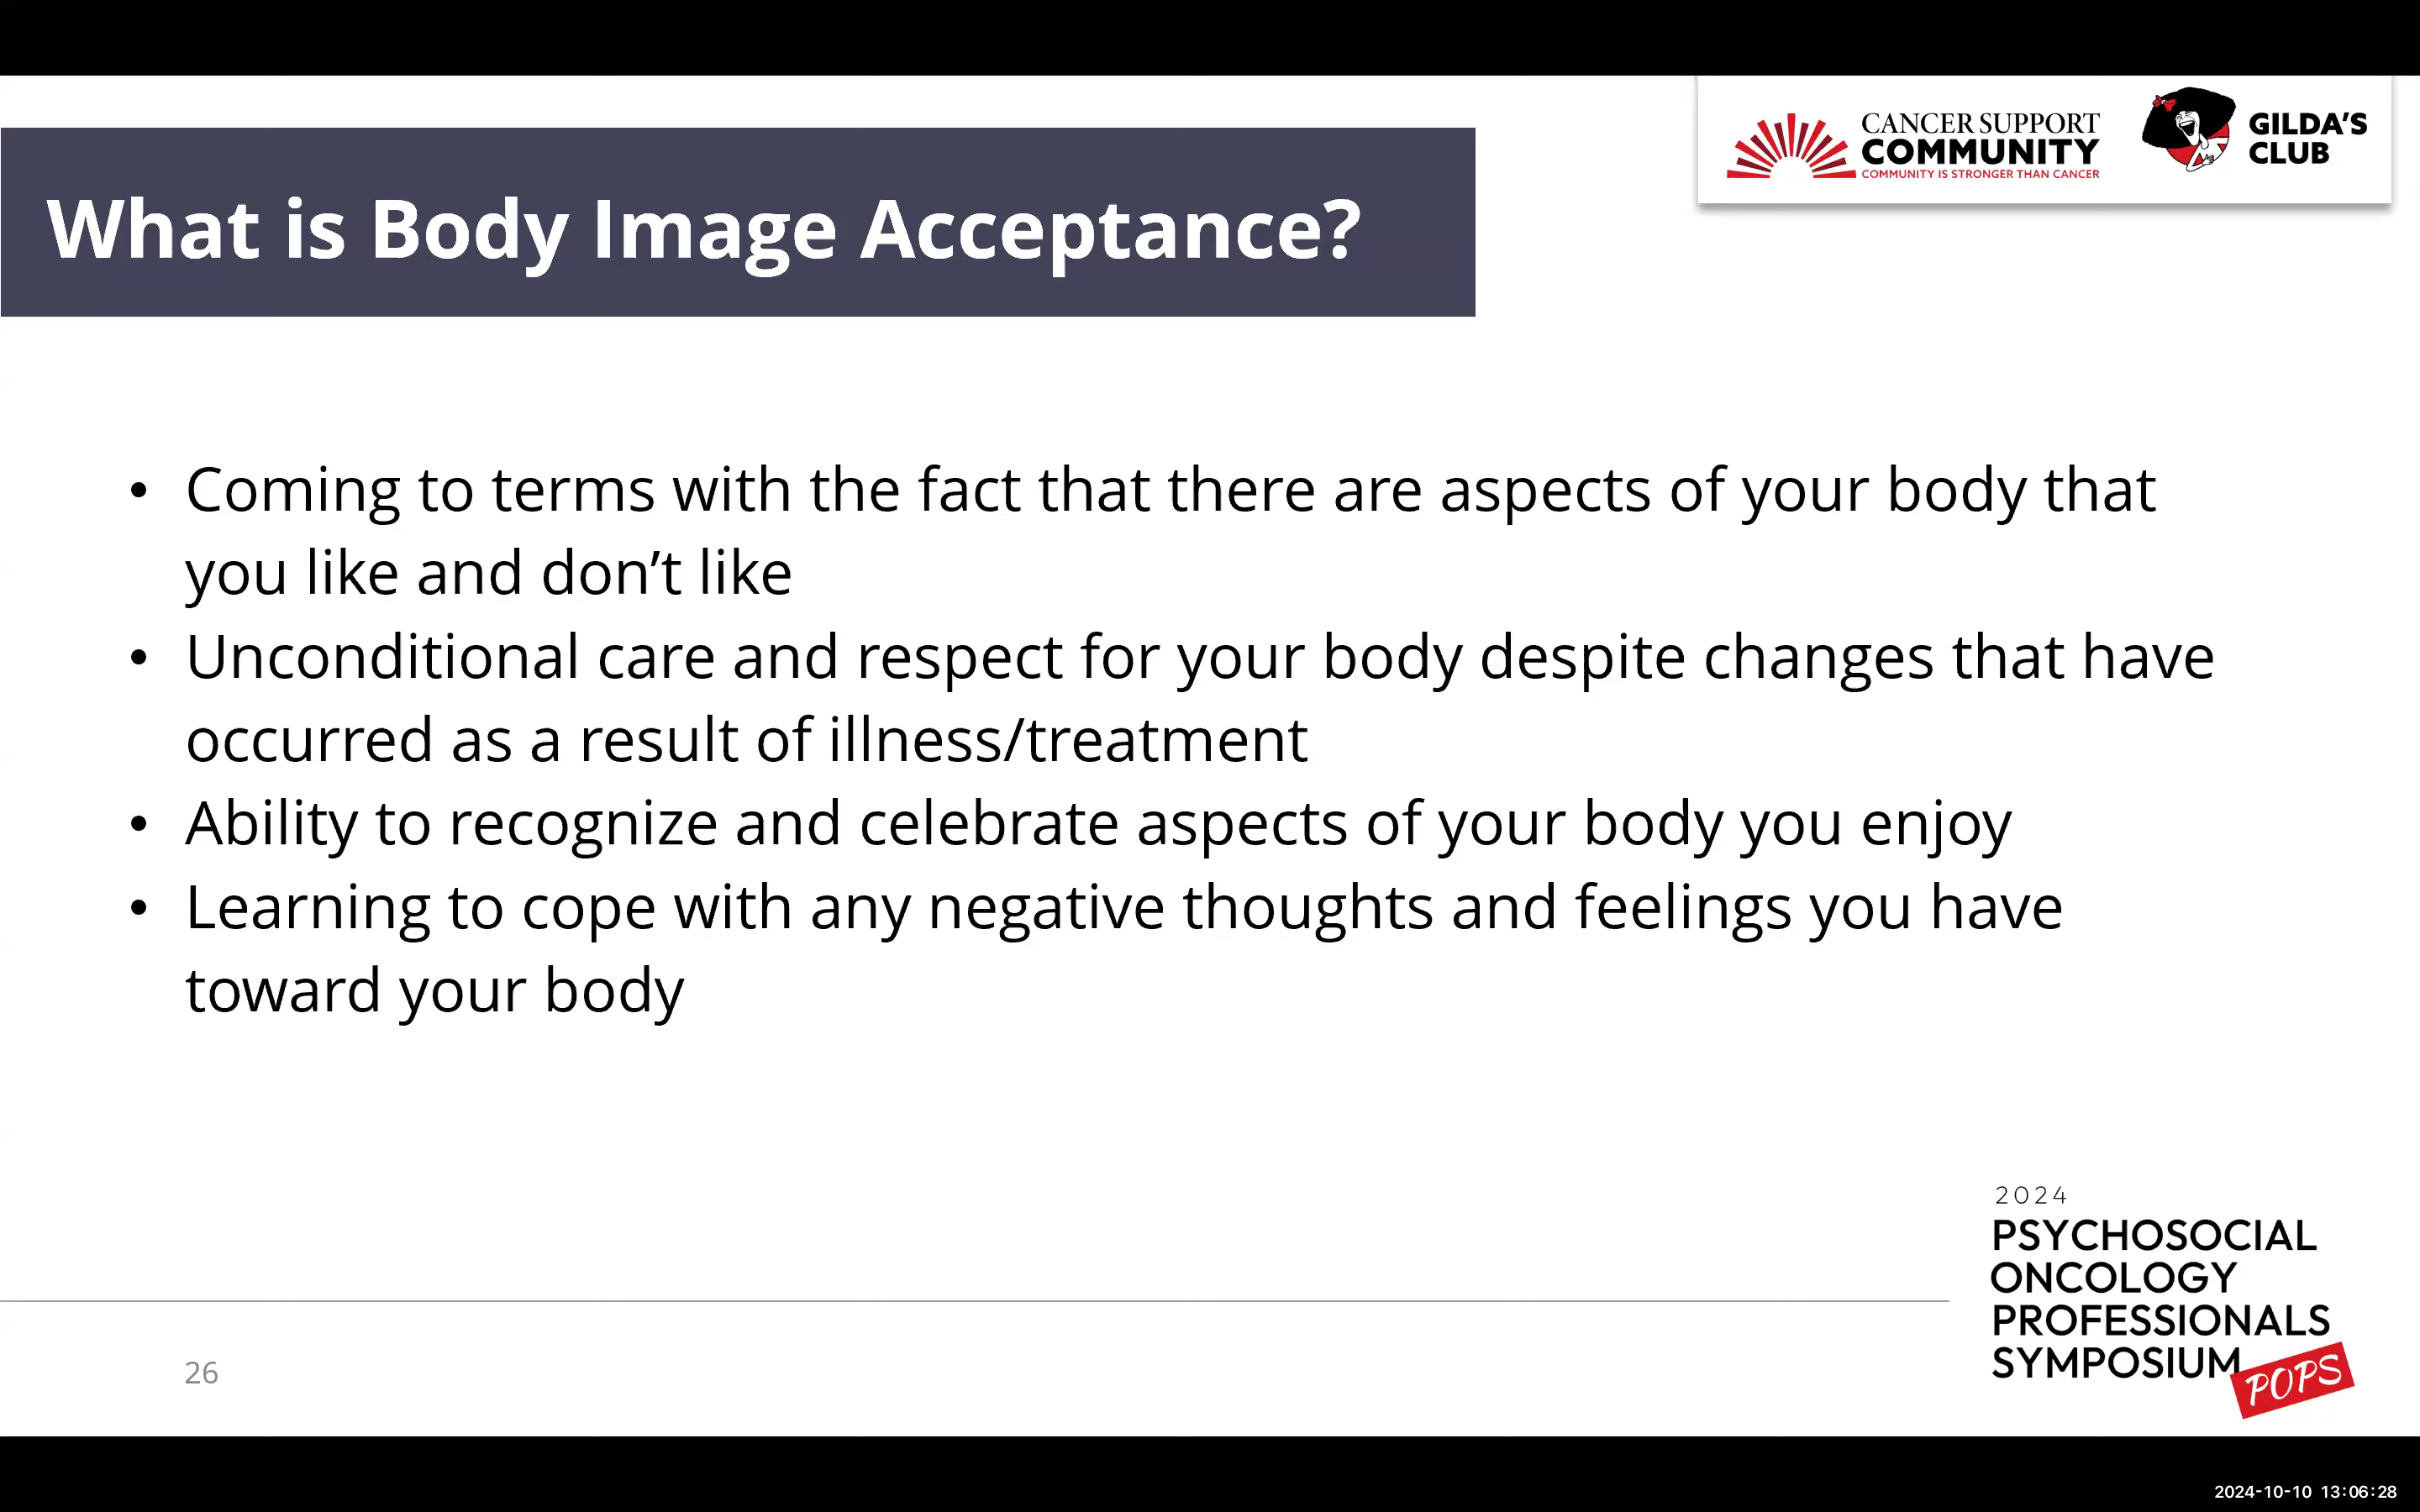 CANCER SUPPORT
COMMUNITY
COMMUNITY IS STRONGER THAN CANCER
GILDA'S
CLUB
What is Body Image Acceptance?
• Coming to terms with the fact that there are aspects of your body that
you like and don’t like
• Unconditional care and respect for your body despite changes that have
occurred as a result of illness/treatment
• Ability to recognize and celebrate aspects of your body you enjoy
• Learning to cope with any negative thoughts and feelings you have
toward your body
2024
PSYCHOSOCIAL
ONCOLOGY
PROFESSIONALS
SYMPOSIUM
POPS
26
2024-10-10 13:06:28